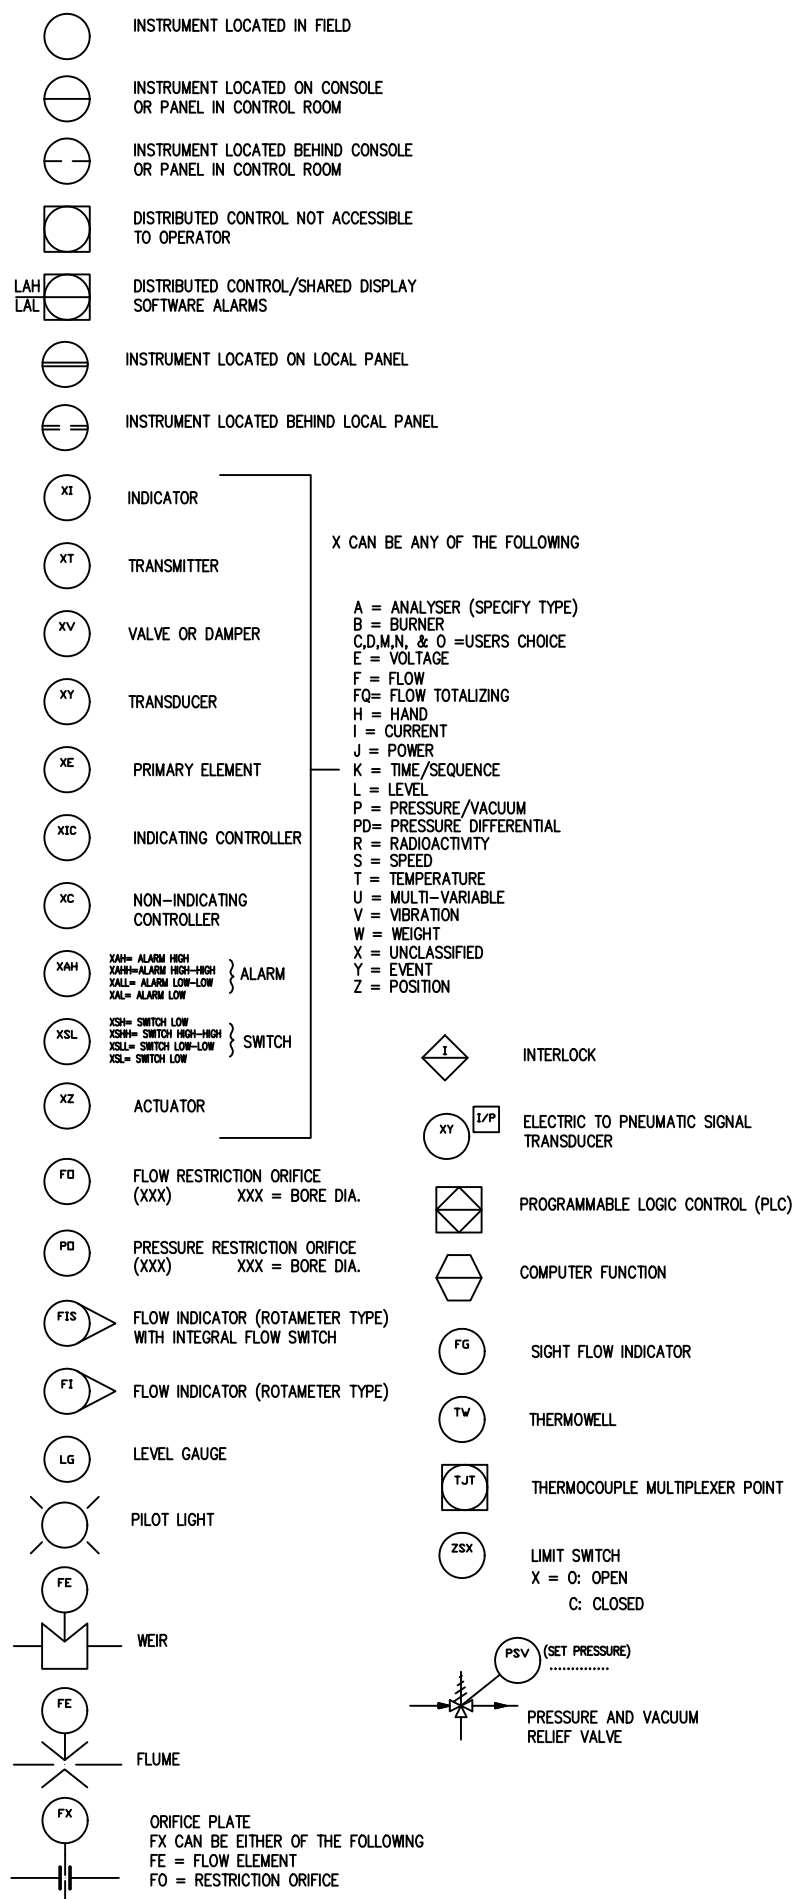 INSTRUMENT LOCATED IN FIELD
INSTRUMENT LOCATED ON CONSOLE
OR PANEL IN CONTROL ROOM
INSTRUMENT LOCATED BEHIND CONSOLE
OR PANEL IN CONTROL ROOM
DISTRIBUTED CONTROL NOT ACCESSIBLE
TO OPERATOR
LAH
LAL
DISTRIBUTED CONTROL/SHARED DISPLAY
SOFTWARE ALARMS
INSTRUMENT LOCATED ON LOCAL PANEL
INSTRUMENT LOCATED BEHIND LOCAL PANEL
XI
INDICATOR
XT
TRANSMITTER
XV
VALVE OR DAMPER
XY
TRANSDUCER
XE
PRIMARY ELEMENT
XIC
INDICATING CONTROLLER
XC
NON-INDICATING
CONTROLLER
XAH
XAH= ALARM HIGH
XAHH=ALARM HIGH-HIGH
XALL= ALARM LOW-LOW
XAL= ALARM LOW
ALARM
XSL
XSH= SWITCH LOW
XSHH= SWITCH HIGH-HIGH
XSLL= SWITCH LOW-LOW
XSL= SWITCH LOW
SWITCH
XZ
ACTUATOR
X CAN BE ANY OF THE FOLLOWING
A = ANALYSER (SPECIFY TYPE)
B = BURNER
C,D,M,N, & O =USERS CHOICE
E = VOLTAGE
F = FLOW
FQ= FLOW TOTALIZING
H = HAND
I = CURRENT
J = POWER
K = TIME/SEQUENCE
L = LEVEL
P = PRESSURE/VACUUM
PD= PRESSURE DIFFERENTIAL
R = RADIOACTIVITY
S = SPEED
T = TEMPERATURE
U = MULTI-VARIABLE
V = VIBRATION
W = WEIGHT
X = UNCLASSIFIED
Y = EVENT
Z = POSITION
FO
FLOW RESTRICTION ORIFICE
(XXX) XXX = BORE DIA.
PO
PRESSURE RESTRICTION ORIFICE
(XXX) XXX = BORE DIA.
FIS
FLOW INDICATOR (ROTAMETER TYPE)
WITH INTEGRAL FLOW SWITCH
FI
FLOW INDICATOR (ROTAMETER TYPE)
LG
LEVEL GAUGE
PILOT LIGHT
FE
WEIR
FE
FLUME
FX
ORIFICE PLATE
FX CAN BE EITHER OF THE FOLLOWING
FE = FLOW ELEMENT
FO = RESTRICTION ORIFICE
I
INTERLOCK
XY
I/P
ELECTRIC TO PNEUMATIC SIGNAL
TRANSDUCER
PROGRAMMABLE LOGIC CONTROL (PLC)
COMPUTER FUNCTION
FG
SIGHT FLOW INDICATOR
TW
THERMOWELL
TJT
THERMOCOUPLE MULTIPLEXER POINT
ZSX
LIMIT SWITCH
X = O: OPEN
C: CLOSED
PSV
(SET PRESSURE)
..............
PRESSURE AND VACUUM
RELIEF VALVE